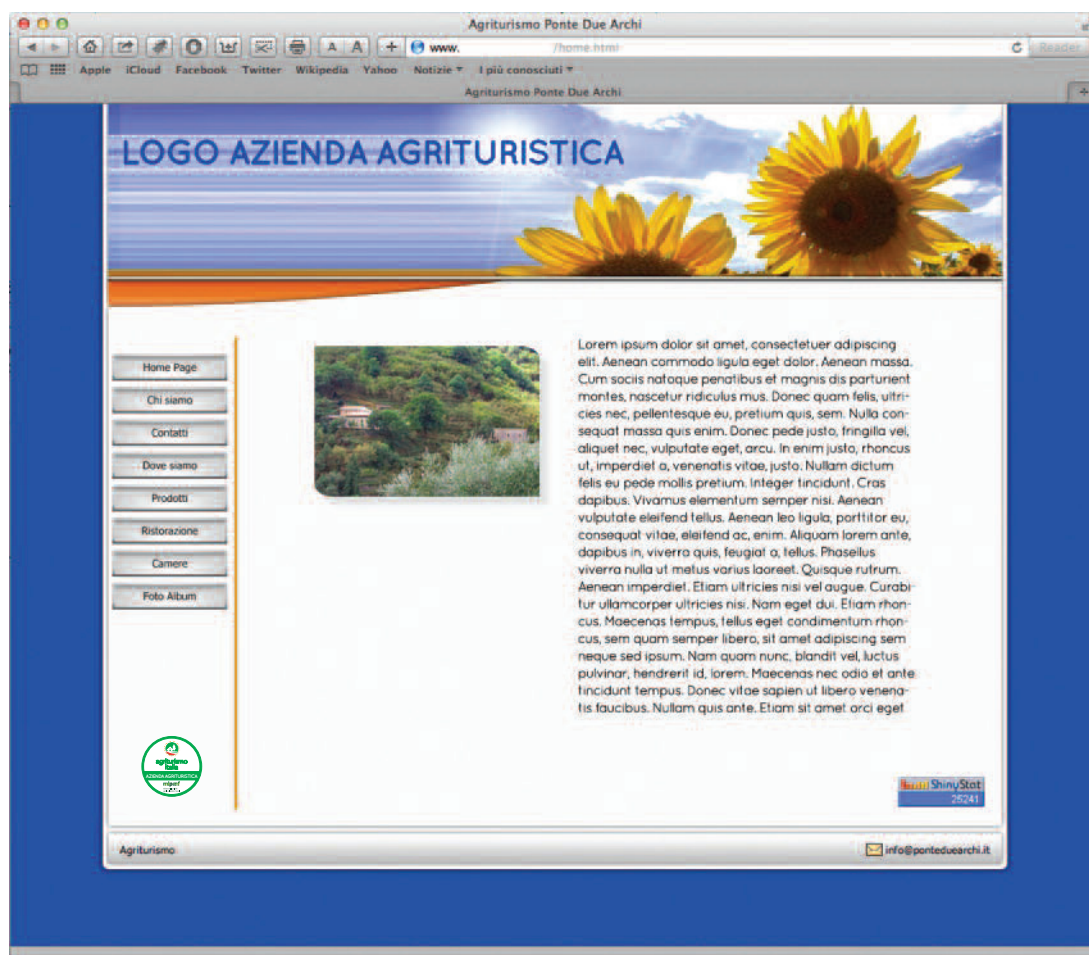 Agriturismo Ponte Due Archi
A A + www. /home.html Reader
Apple iCloud Facebook Twitter Wikipedia Yahoo Notizie I più conosciuti
Agriturismo Ponte Due Archi
LOGO AZIENDA AGRITURISTICA
Home Page
Chi siamo
Contatti
Dove siamo
Prodotti
Ristorazione
Camere
Foto Album
Lorem ipsum dolor sit amet, consectetuer adipiscing
elit. Aenean commodo ligula eget dolor. Aenean massa.
Cum sociis natoque penatibus et magnis dis parturient
montes, nascetur ridiculus mus. Donec quam felis, ultri-
cies nec, pellentesque eu, pretium quis, sem. Nulla con-
sequat massa quis enim. Donec pede justo, fringilla vel,
aliquet nec, vulputate eget, arcu. In enim justo, rhoncus
ut, imperdiet a, venenatis vitae, justo. Nullam dictum
felis eu pede mollis pretium. Integer tincidunt. Cras
dapibus. Vivamus elementum semper nisi. Aenean
vulputate eleifend tellus. Aenean leo ligula, porttitor eu,
consequat vitae, eleifend ac, enim. Aliquam lorem ante,
dapibus in, viverra quis, feugiat a, tellus. Phasellus
viverra nulla ut metus varius laoreet. Quisque rutrum.
Aenean imperdiet. Etiam ultricies nisi vel augue. Curabi-
tur ullamcorper ultricies nisi. Nam eget dui. Etiam rhon-
cus. Maecenas tempus, tellus eget condimentum rhon-
cus, sem quam semper libero, sit amet adipiscing sem
neque sed ipsum. Nam quam nunc, blandit vel, luctus
pulvinar, hendrerit id, lorem. Maecenas nec odio et ante
tincidunt tempus. Donec vitae sapien ut libero venena-
tis faucibus. Nullam quis ante. Etiam sit amet orci eget
agriturismo
italia
AZIENDA AGRITURISTICA
mipaaf
ShinyStat
25241
Agriturismo
info@ponteduearchi.it